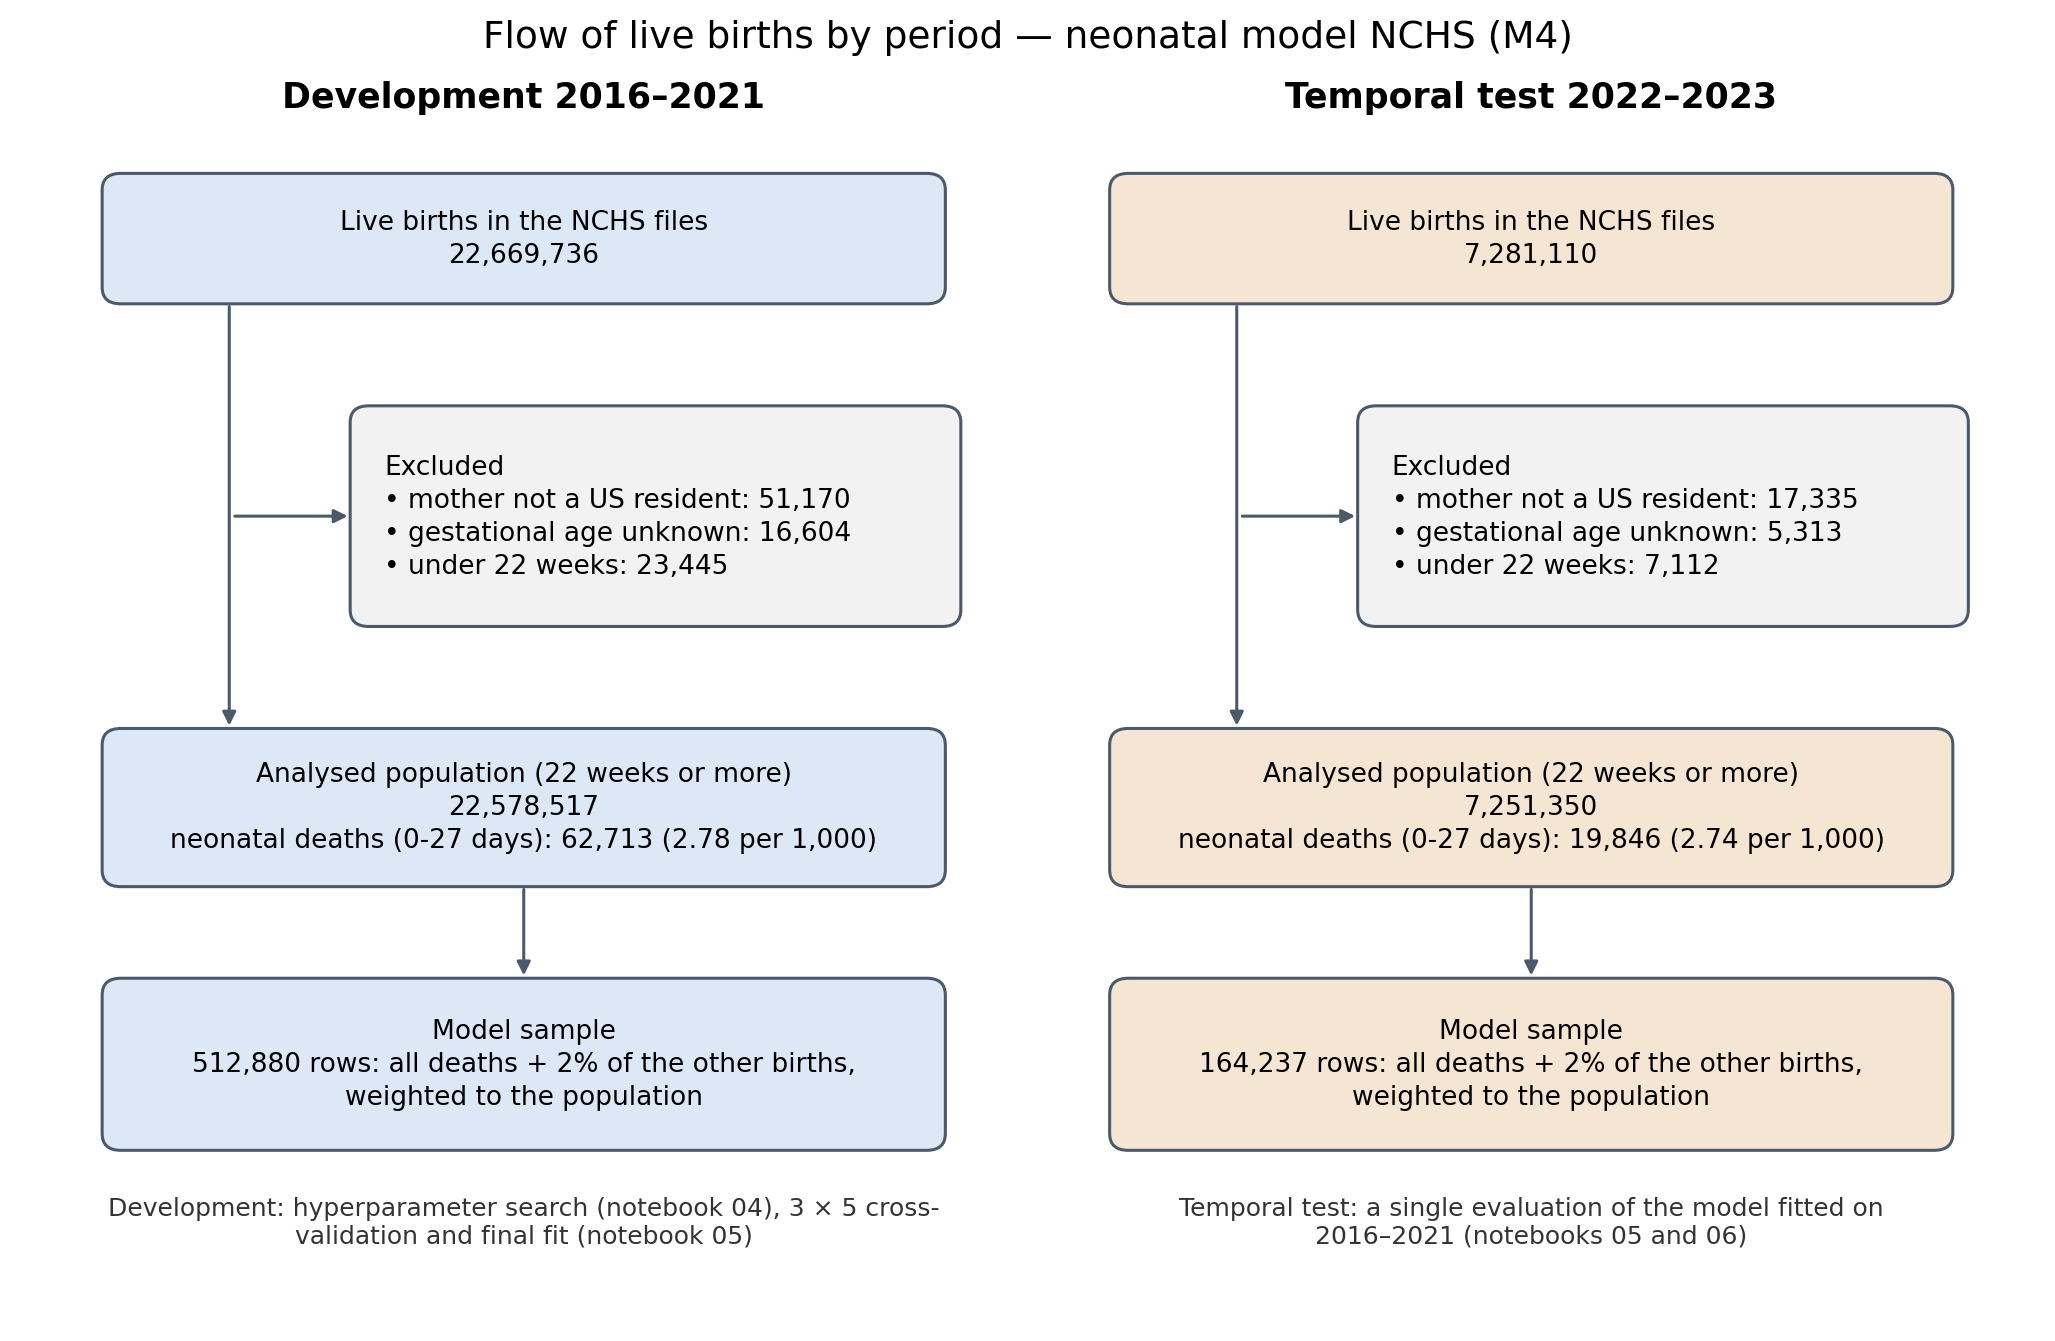 Flow of live births by period — neonatal model NCHS (M4)
Development 2016–2021
Live births in the NCHS files
22,669,736
Excluded
• mother not a US resident: 51,170
• gestational age unknown: 16,604
• under 22 weeks: 23,445
Analysed population (22 weeks or more)
22,578,517
neonatal deaths (0-27 days): 62,713 (2.78 per 1,000)
Model sample
512,880 rows: all deaths + 2% of the other births,
weighted to the population
Development: hyperparameter search (notebook 04), 3 × 5 cross-
validation and final fit (notebook 05)
Temporal test 2022–2023
Live births in the NCHS files
7,281,110
Excluded
• mother not a US resident: 17,335
• gestational age unknown: 5,313
• under 22 weeks: 7,112
Analysed population (22 weeks or more)
7,251,350
neonatal deaths (0-27 days): 19,846 (2.74 per 1,000)
Model sample
164,237 rows: all deaths + 2% of the other births,
weighted to the population
Temporal test: a single evaluation of the model fitted on
2016–2021 (notebooks 05 and 06)